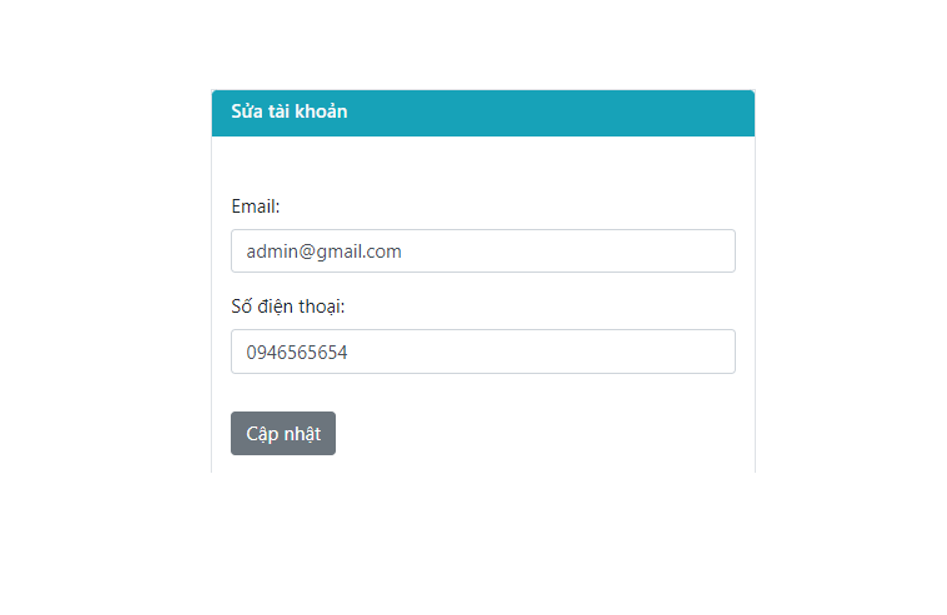 Sửa tài khoản
Email:
admin@gmail.com
Số điện thoại:
0946565654
Cập nhật